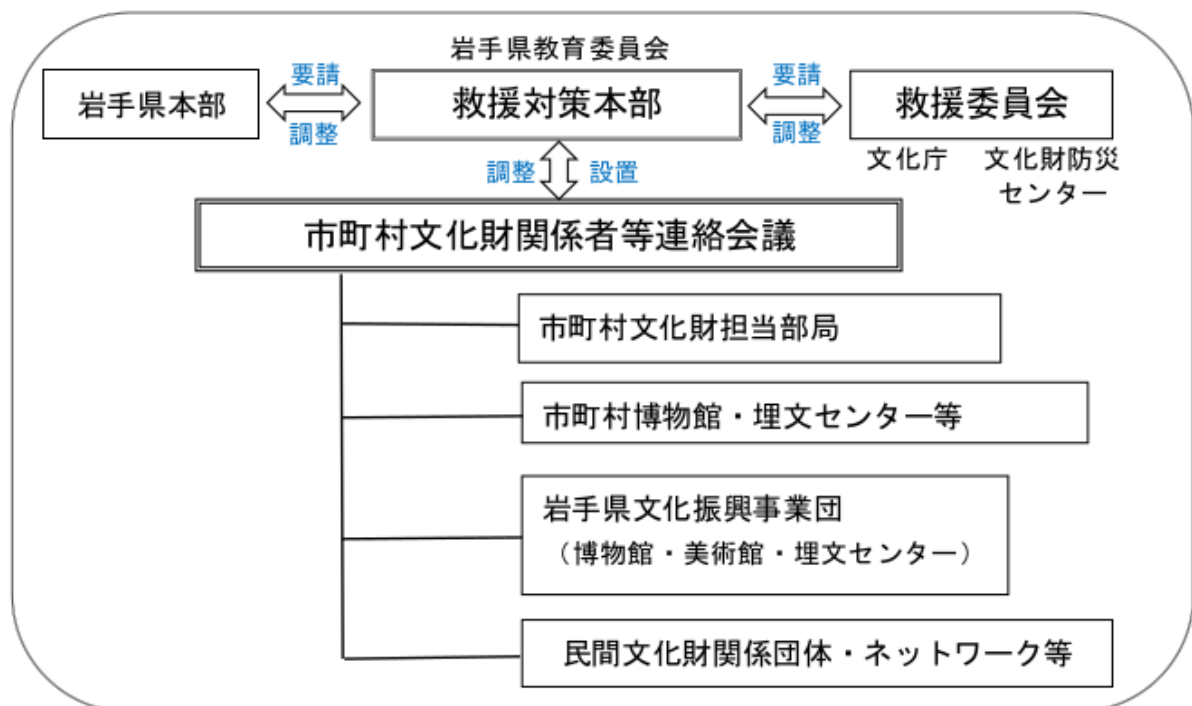 岩手県教育委員会
岩手県本部
要請
調整
救援対策本部
要請
調整
救援委員会
文化庁
文化財防災
センター
調整
設置
市町村文化財関係者等連絡会議
市町村文化財担当部局
市町村博物館・埋文センター等
岩手県文化振興事業団
（博物館・美術館・埋文センター）
民間文化財関係団体・ネットワーク等